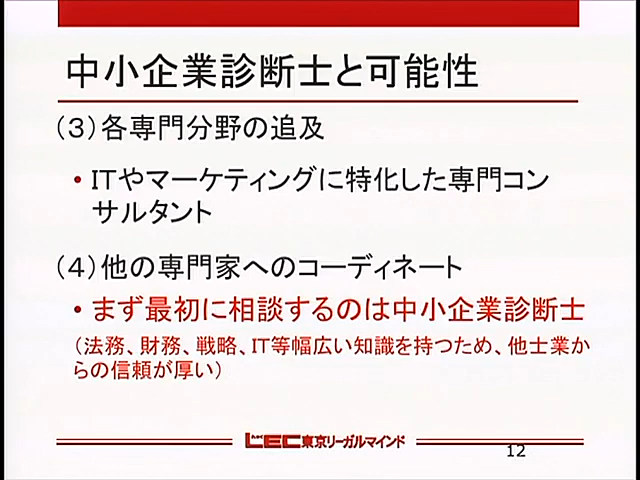 中小企業診断士と可能性
（３）各専門分野の追及
・ITやマーケティングに特化した専門コン
サルタント
（４）他の専門家へのコーディネート
・まず最初に相談するのは中小企業診断士
（法務、財務、戦略、IT等幅広い知識を持つため、他士業か
らの信頼が厚い）
LEC東京リーガルマインド
12